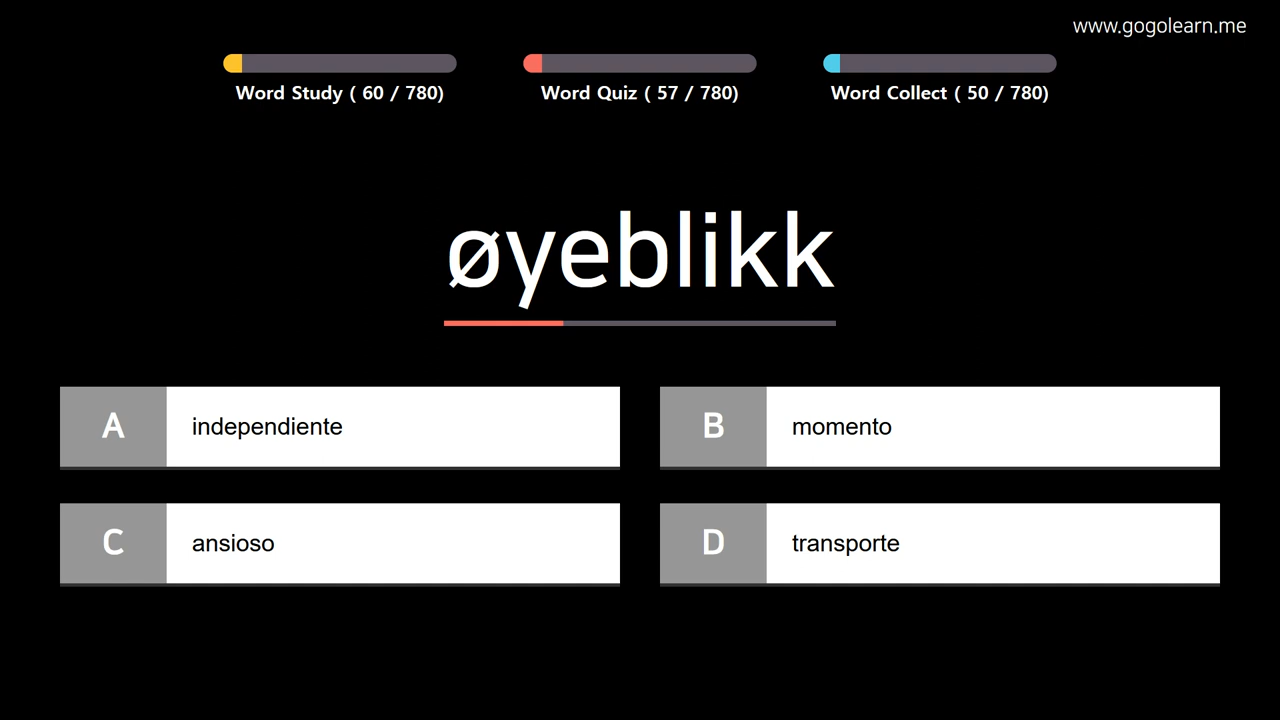 www.gogolearn.me
Word Study ( 60 / 780)
Word Quiz ( 57 / 780)
Word Collect ( 50 / 780)
øyeblikk
A independiente
B momento
C ansioso
D transporte